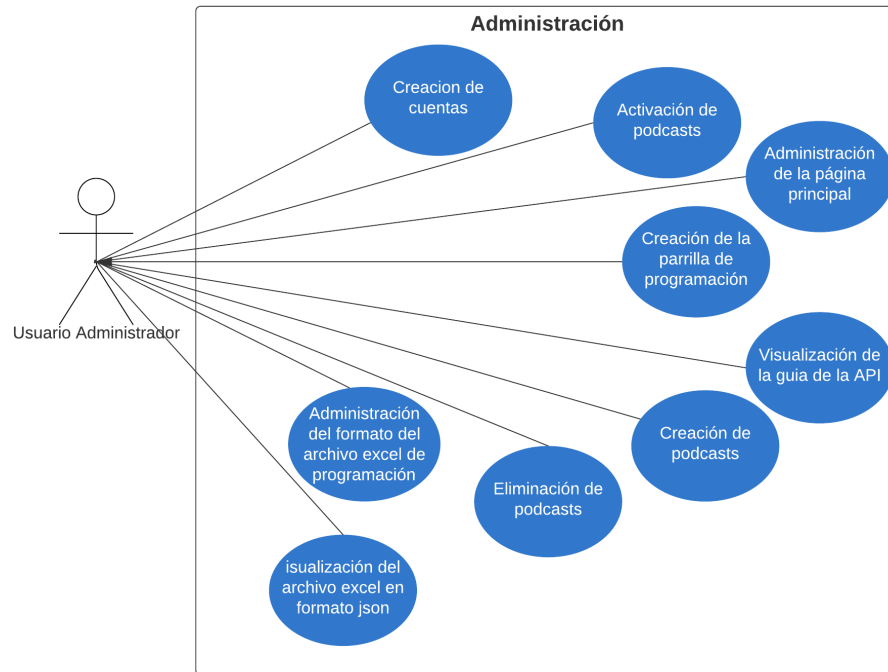 Administración
Creacion de
cuentas
Activación de
podcasts
Administración
de la página
principal
Creación de la
parrilla de
programación
Usuario Administrador
Visualización de
la guia de la API
Administración
del formato del
archivo excel de
programación
Creación de
podcasts
Eliminación de
podcasts
isualización del
archivo excel en
formato json